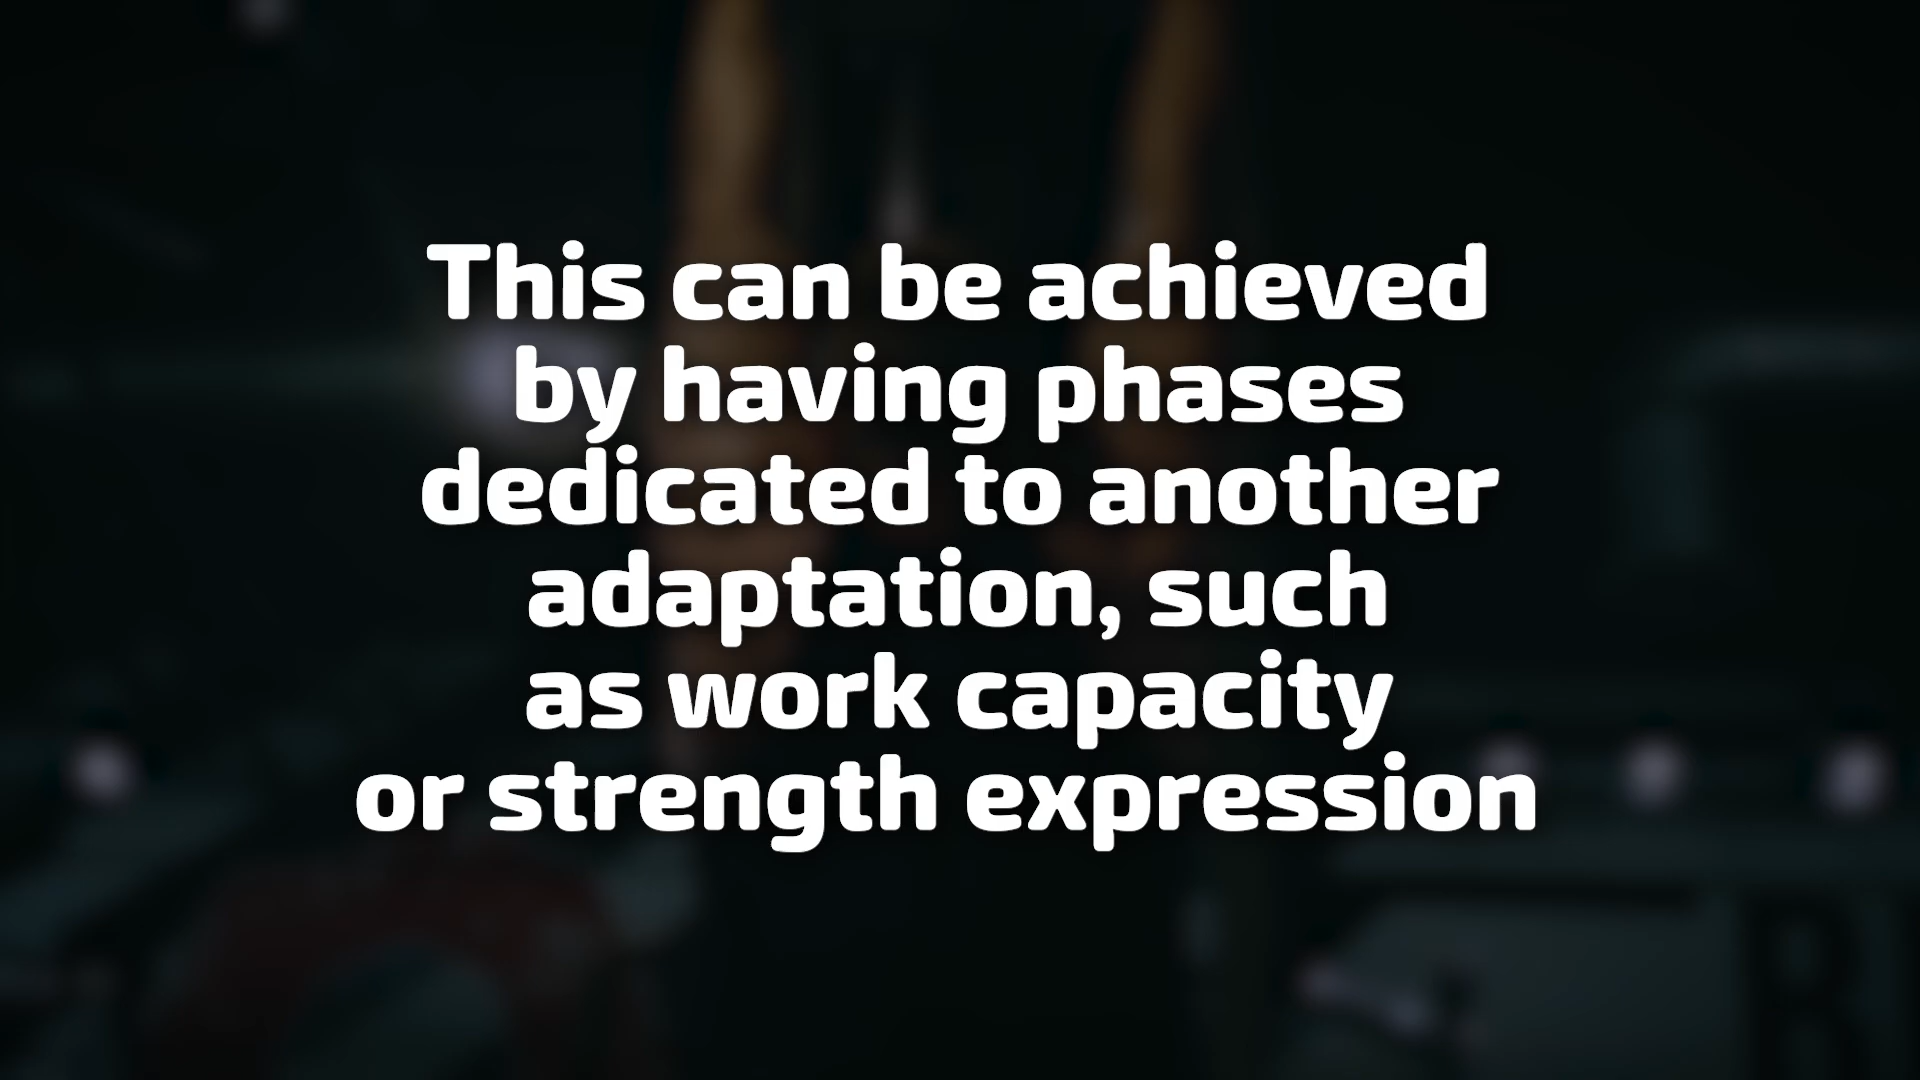 This can be achieved
by having phases
dedicated to another
adaptation, such
as work capacity
or strength expression